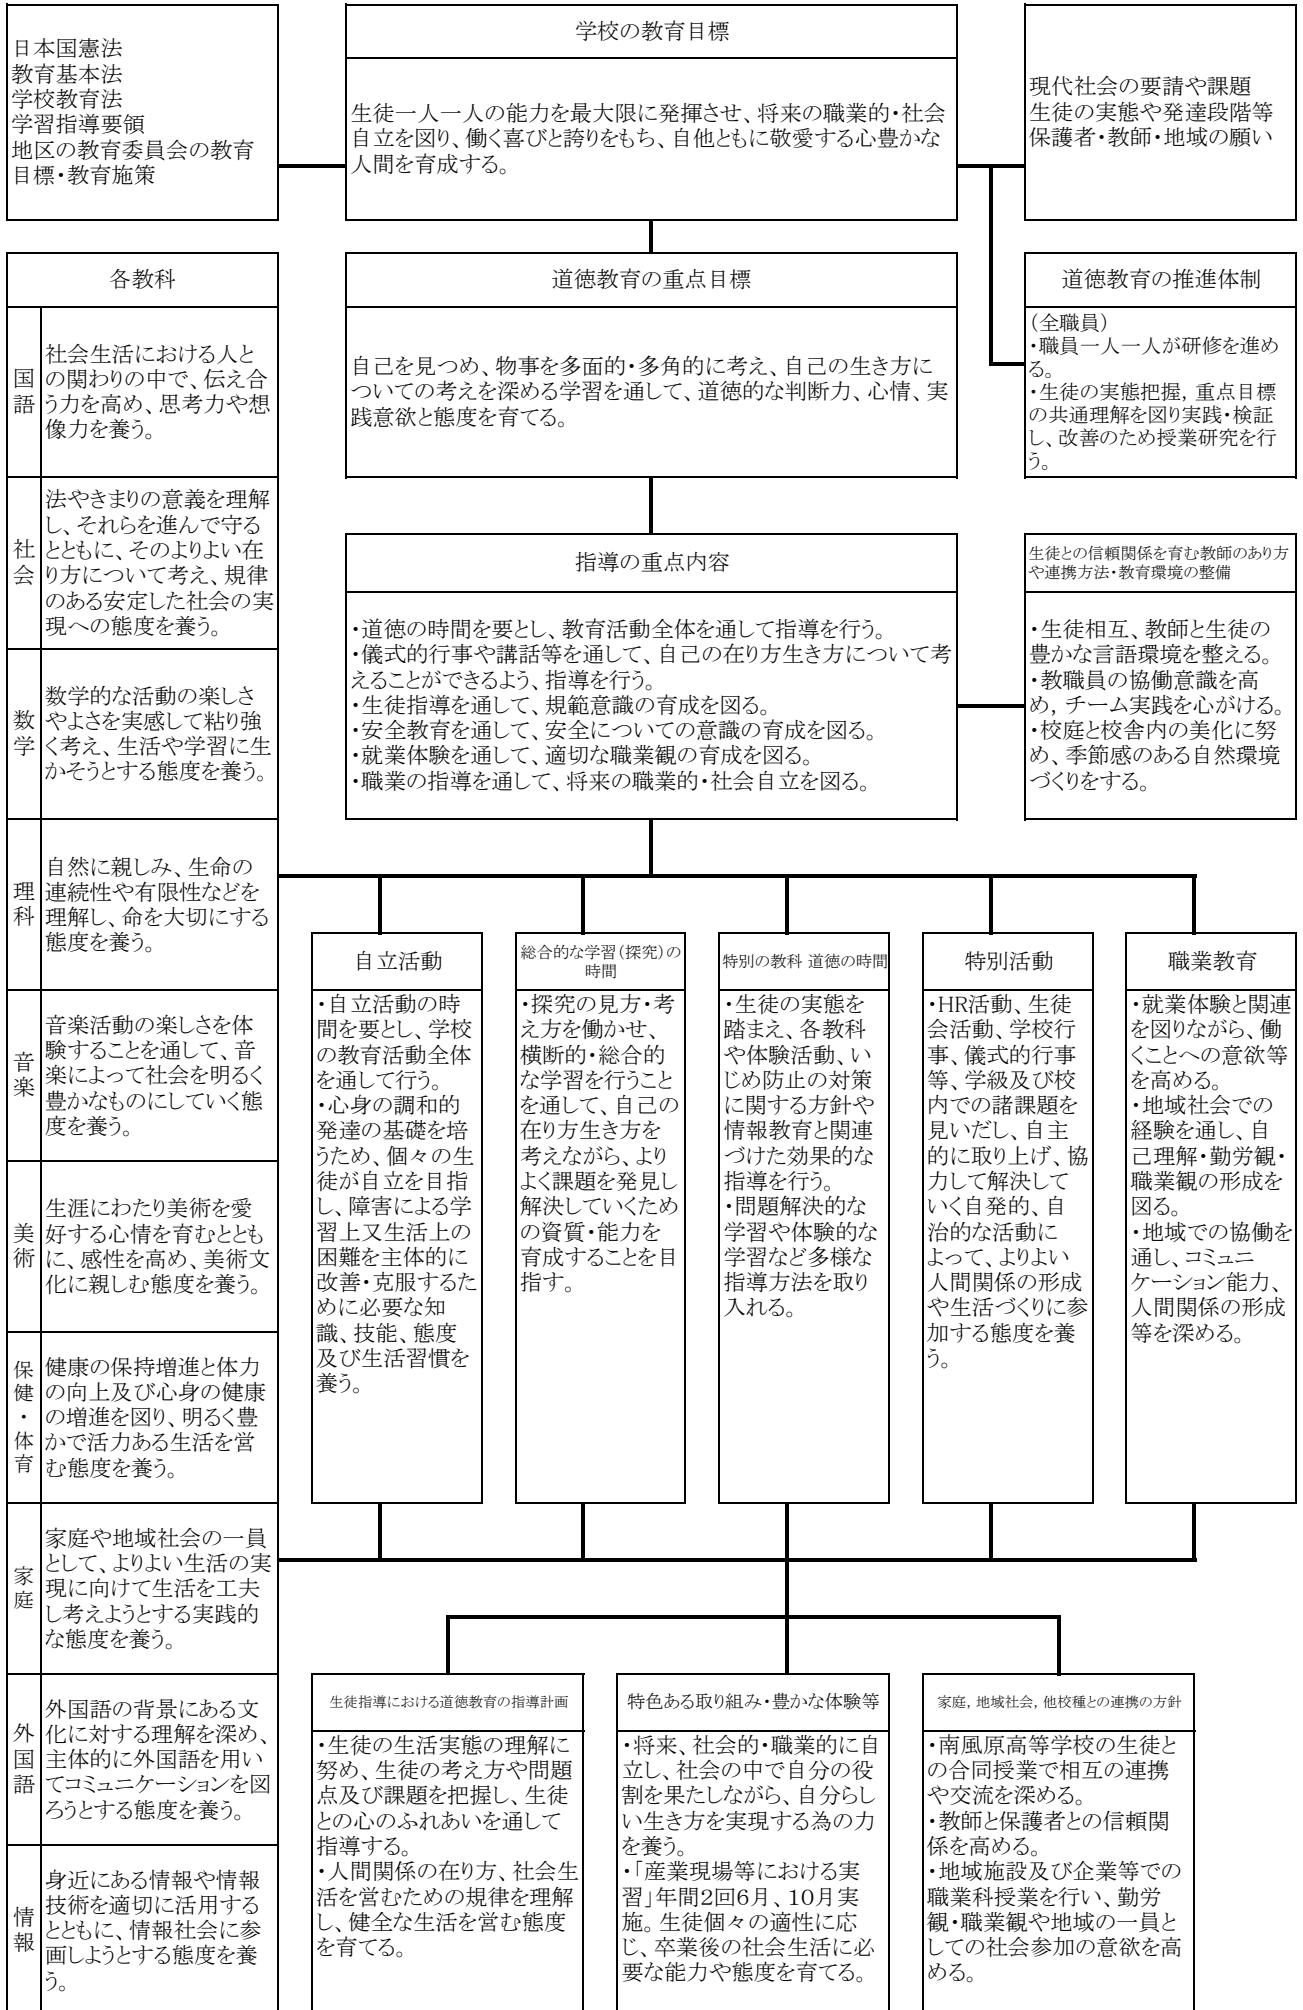 日本国憲法
教育基本法
学校教育法
学習指導要領
地区の教育委員会の教育
目標・教育施策
学校の教育目標
生徒一人一人の能力を最大限に発揮させ、将来の職業的・社会
自立を図り、働く喜びと誇りをもち、自他ともに敬愛する心豊かな
人間を育成する。
現代社会の要請や課題
生徒の実態や発達段階等
保護者・教師・地域の願い
各教科
国語
社会生活における人と
の関わりの中で、伝え合
う力を高め、思考力や想
像力を養う。
社会
法やきまりの意義を理解
し、それらを進んで守る
とともに、そのよりよい在
り方について考え、規律
のある安定した社会の実
現への態度を養う。
数学
数学的な活動の楽しさ
やよさを実感して粘り強
く考え、生活や学習に生
かそうとする態度を養う。
理科
自然に親しみ、生命の
連続性や有限性などを
理解し、命を大切にする
態度を養う。
音楽
音楽活動の楽しさを体
験することを通して、音
楽によって社会を明るく
豊かなものにしていく態
度を養う。
美術
生涯にわたり美術を愛
好する心情を育むととも
に、感性を高め、美術文
化に親しむ態度を養う。
保健・体育
健康の保持増進と体力
の向上及び心身の健康
の増進を図り、明るく豊
かで活力ある生活を営
む態度を養う。
家庭
家庭や地域社会の一員
として、よりよい生活の実
現に向けて生活を工夫
し考えようとする実践的
な態度を養う。
外国語
外国語の背景にある文
化に対する理解を深め、
主体的に外国語を用い
てコミュニケーションを図
ろうとする態度を養う。
情報
身近にある情報や情報
技術を適切に活用する
とともに、情報社会に参
画しようとする態度を養
う。
道徳教育の重点目標
自己を見つめ、物事を多面的・多角的に考え、自己の生き方に
ついての考えを深める学習を通して、道徳的な判断力、心情、実
践意欲と態度を育てる。
道徳教育の推進体制
（全職員）
・職員一人一人が研修を進め
る。
・生徒の実態把握，重点目標
の共通理解を図り実践・検証
し、改善のため授業研究を行
う。
指導の重点内容
・道徳の時間を要とし、教育活動全体を通して指導を行う。
・儀式的行事や講話等を通して、自己の在り方生き方について考
えることができるよう、指導を行う。
・生徒指導を通して、規範意識の育成を図る。
・安全教育を通して、安全についての意識の育成を図る。
・就業体験を通して、適切な職業観の育成を図る。
・職業の指導を通して、将来の職業的・社会自立を図る。
生徒との信頼関係を育む教師のあり方
や連携方法・教育環境の整備
・生徒相互、教師と生徒の
豊かな言語環境を整える。
・教職員の協働意識を高
め，チーム実践を心がける。
・校庭と校舎内の美化に努
め、季節感のある自然環境
づくりをする。
自立活動
・自立活動の時
間を要とし、学校
の教育活動全体
を通して行う。
・心身の調和的
発達の基礎を培
うため、個々の生
徒が自立を目指
し、障害による学
習上又生活上の
困難を主体的に
改善・克服するた
めに必要な知
識、技能、態度
及び生活習慣を
養う。
総合的な学習（探究）の
時間
・探究の見方・考
え方を働かせ、
横断的・総合的
な学習を行うこと
を通して、自己の
在り方生き方を
考えながら、より
よく課題を発見し
解決していくため
の資質・能力を
育成することを目
指す。
特別の教科 道徳の時間
・生徒の実態を
踏まえ、各教科
や体験活動、い
じめ防止の対策
に関する方針や
情報教育と関連
づけた効果的な
指導を行う。
・問題解決的な
学習や体験的な
学習など多様な
指導方法を取り
入れる。
特別活動
・HR活動、生徒
会活動、学校行
事、儀式的行事
等、学級及び校
内での諸課題を
見いだし、自主
的に取り上げ、協
力して解決して
いく自発的、自
治的な活動に
よって、よりよい
人間関係の形成
や生活づくりに参
加する態度を養
う。
職業教育
・就業体験と関連
を図りながら、働
くことへの意欲等
を高める。
・地域社会での
経験を通し、自
己理解・勤労観・
職業観の形成を
図る。
・地域での協働を
通し、コミュニ
ケーション能力、
人間関係の形成
等を深める。
生徒指導における道徳教育の指導計画
・生徒の生活実態の理解に
努め、生徒の考え方や問題
点及び課題を把握し、生徒
との心のふれあいを通して
指導する。
・人間関係の在り方、社会生
活を営むための規律を理解
し、健全な生活を営む態度
を育てる。
特色ある取り組み・豊かな体験等
・将来、社会的・職業的に自
立し、社会の中で自分の役
割を果たしながら、自分らし
い生き方を実現する為の力
を養う。
・「産業現場等における実
習」年間2回6月、10月実
施。生徒個々の適性に応
じ、卒業後の社会生活に必
要な能力や態度を育てる。
家庭，地域社会，他校種との連携の方針
・南風原高等学校の生徒と
の合同授業で相互の連携
や交流を深める。
・教師と保護者との信頼関
係を高める。
・地域施設及び企業等での
職業科授業を行い、勤労
観・職業観や地域の一員と
しての社会参加の意欲を高
める。